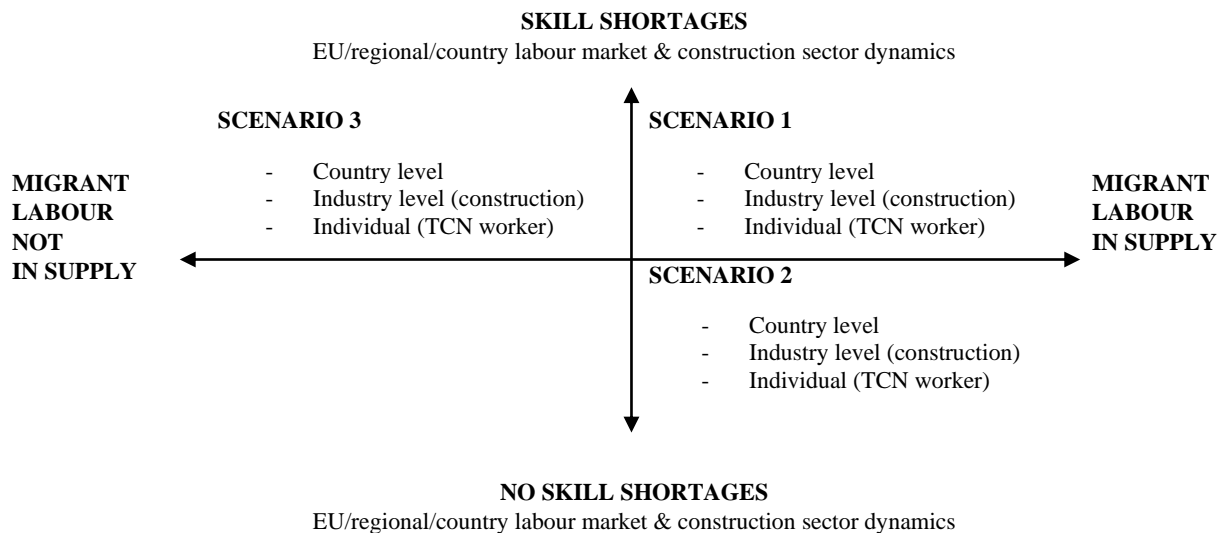 SKILL SHORTAGES
EU/regional/country labour market & construction sector dynamics
SCENARIO 3
- Country level
- Industry level (construction)
- Individual (TCN worker)
SCENARIO 1
- Country level
- Industry level (construction)
- Individual (TCN worker)
MIGRANT
LABOUR
NOT
IN SUPPLY
MIGRANT
LABOUR
IN SUPPLY
SCENARIO 2
- Country level
- Industry level (construction)
- Individual (TCN worker)
NO SKILL SHORTAGES
EU/regional/country labour market & construction sector dynamics